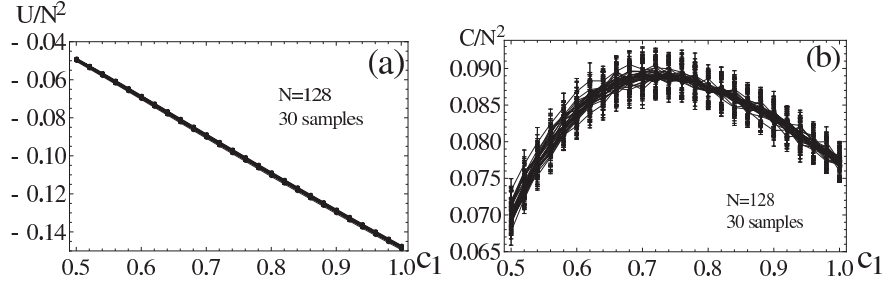 U/N²
- 0.04
- 0.06
- 0.08
- 0.10
- 0.12
- 0.14
(a)
N=128
30 samples
0.5 0.6 0.7 0.8 0.9 1.0 c1
C/N²
0.090
0.085
0.080
0.075
0.070
0.065
(b)
N=128
30 samples
0.5 0.6 0.7 0.8 0.9 1.0 c1